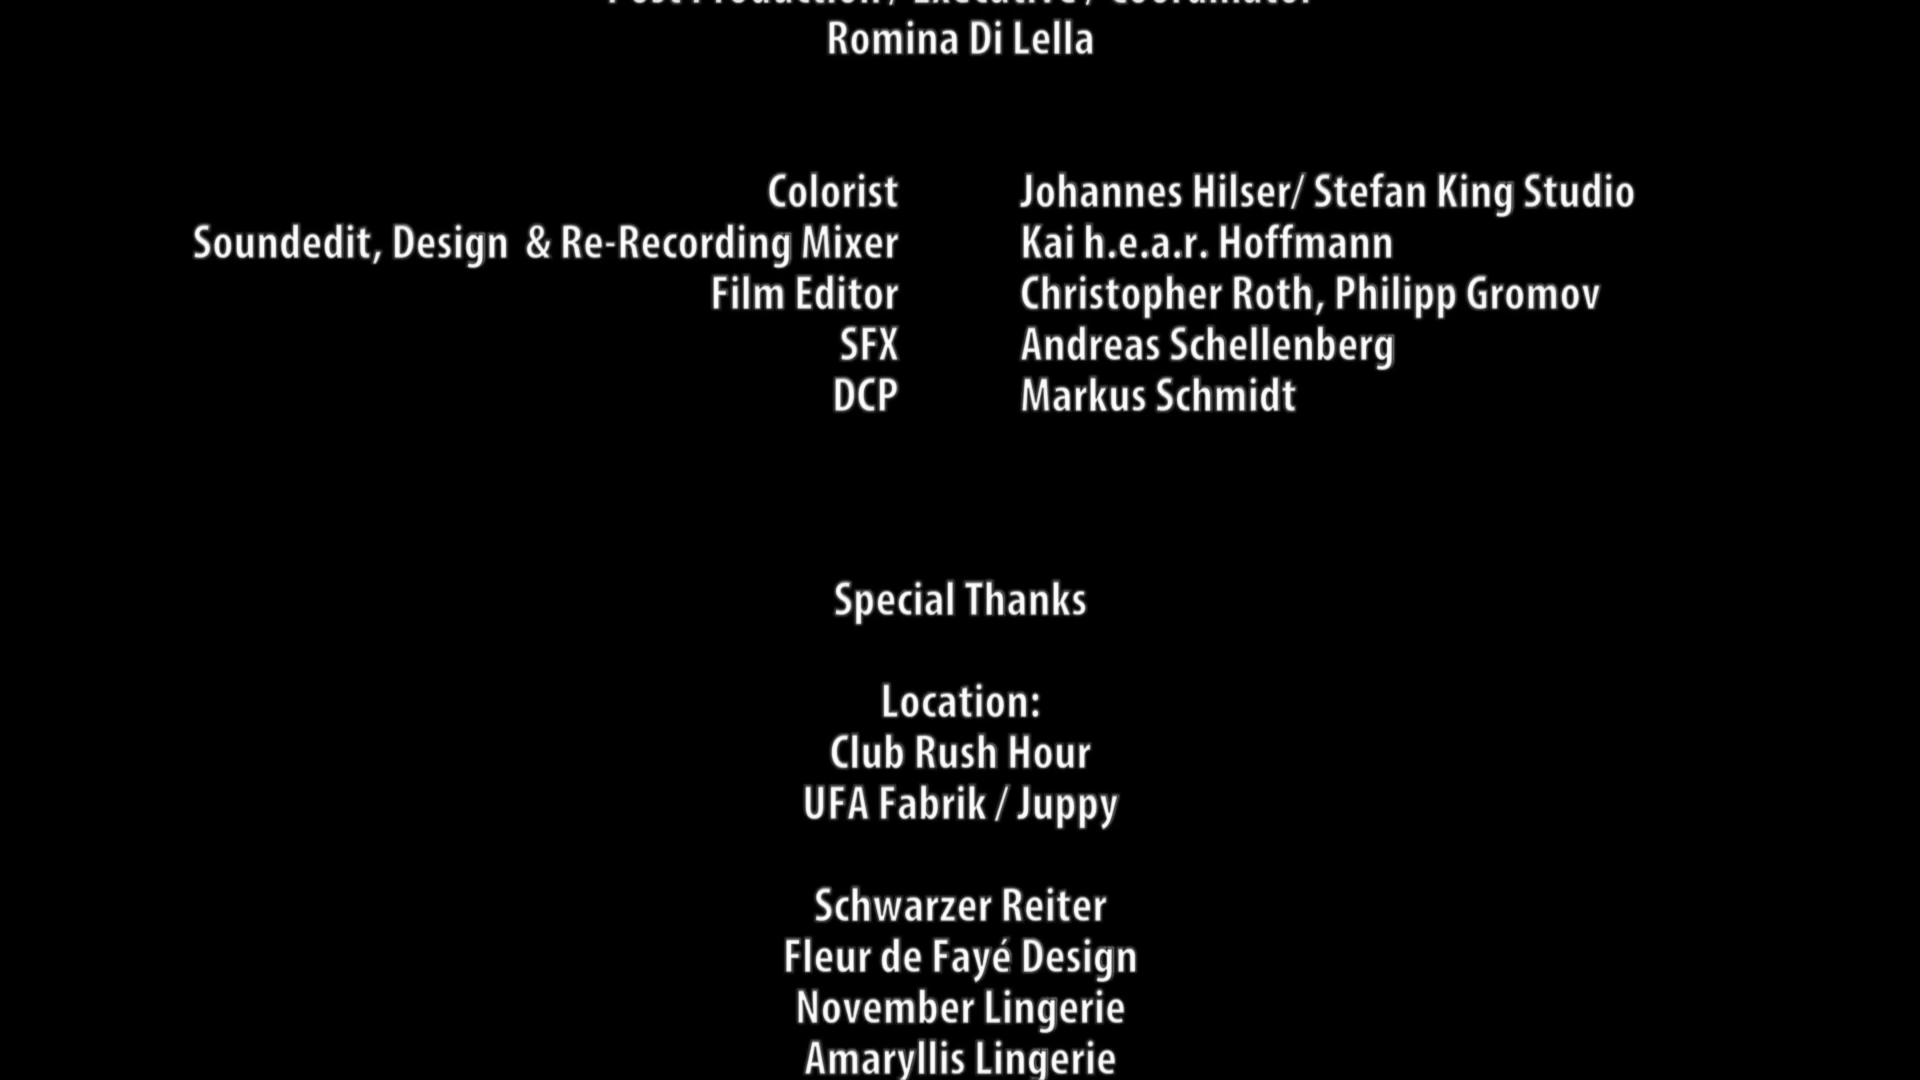 Post Production / Executive / Coordinator
Romina Di Lella
Colorist Johannes Hilser/ Stefan King Studio
Soundedit, Design & Re-Recording Mixer Kai h.e.a.r. Hoffmann
Film Editor Christopher Roth, Philipp Gromov
SFX Andreas Schellenberg
DCP Markus Schmidt
Special Thanks
Location:
Club Rush Hour
UFA Fabrik / Juppy
Schwarzer Reiter
Fleur de Fayé Design
November Lingerie
Amaryllis Lingerie